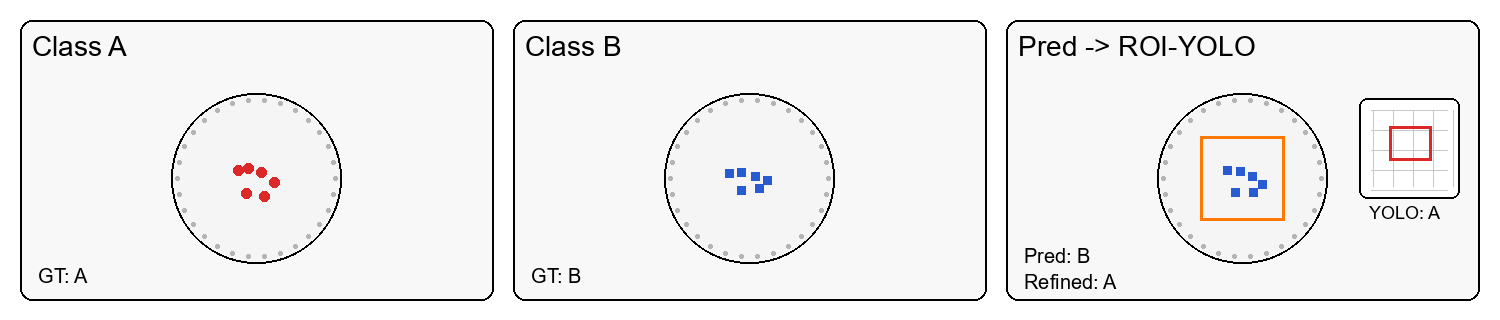 Class A
GT: A
Class B
GT: B
Pred -> ROI-YOLO
YOLO: A
Pred: B
Refined: A